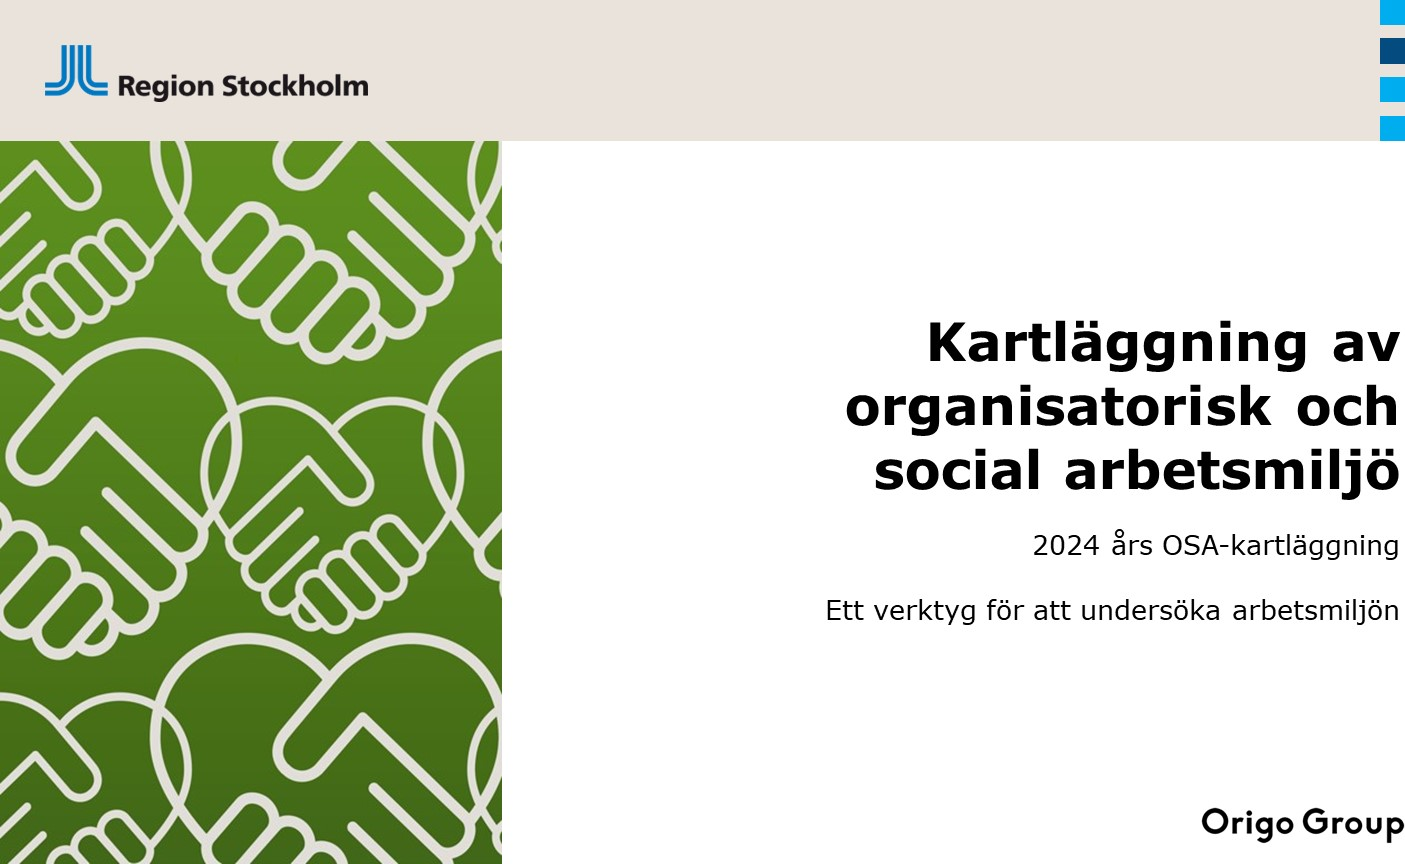 Region Stockholm
Kartläggning av
organisatorisk och
social arbetsmiljö
2024 års OSA-kartläggning
Ett verktyg för att undersöka arbetsmiljön
Origo Group